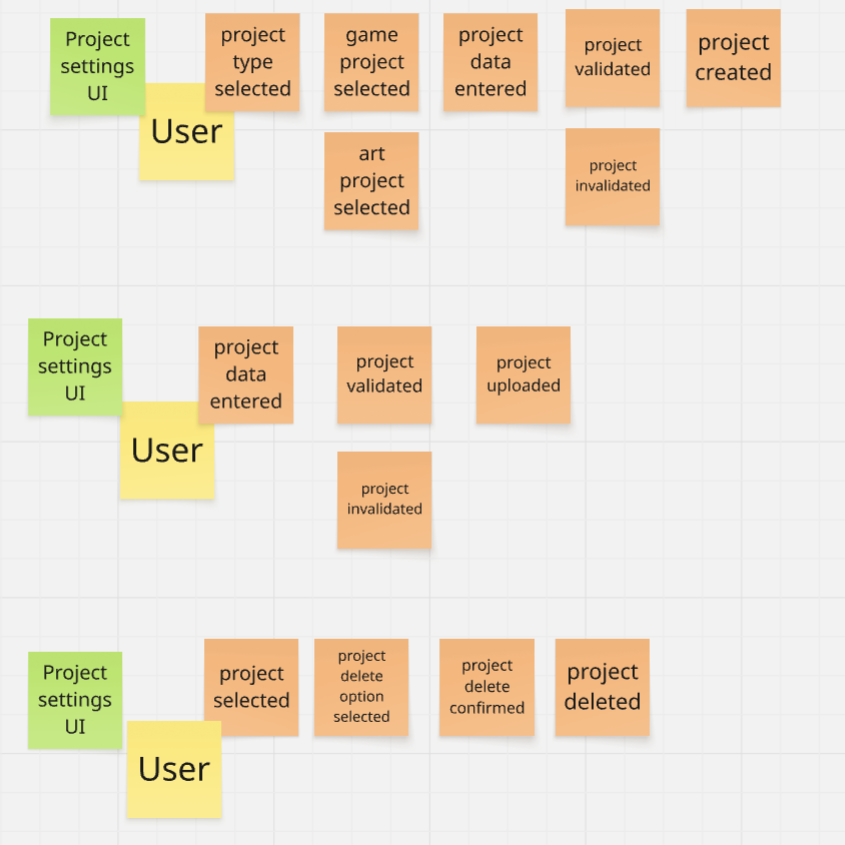 Project
settings
UI
User
project
type
selected
game
project
selected
project
data
entered
project
validated
project
created
art
project
selected
project
invalidated
Project
settings
UI
User
project
data
entered
project
validated
project
uploaded
project
invalidated
Project
settings
UI
User
project
selected
project
delete
option
selected
project
delete
confirmed
project
deleted